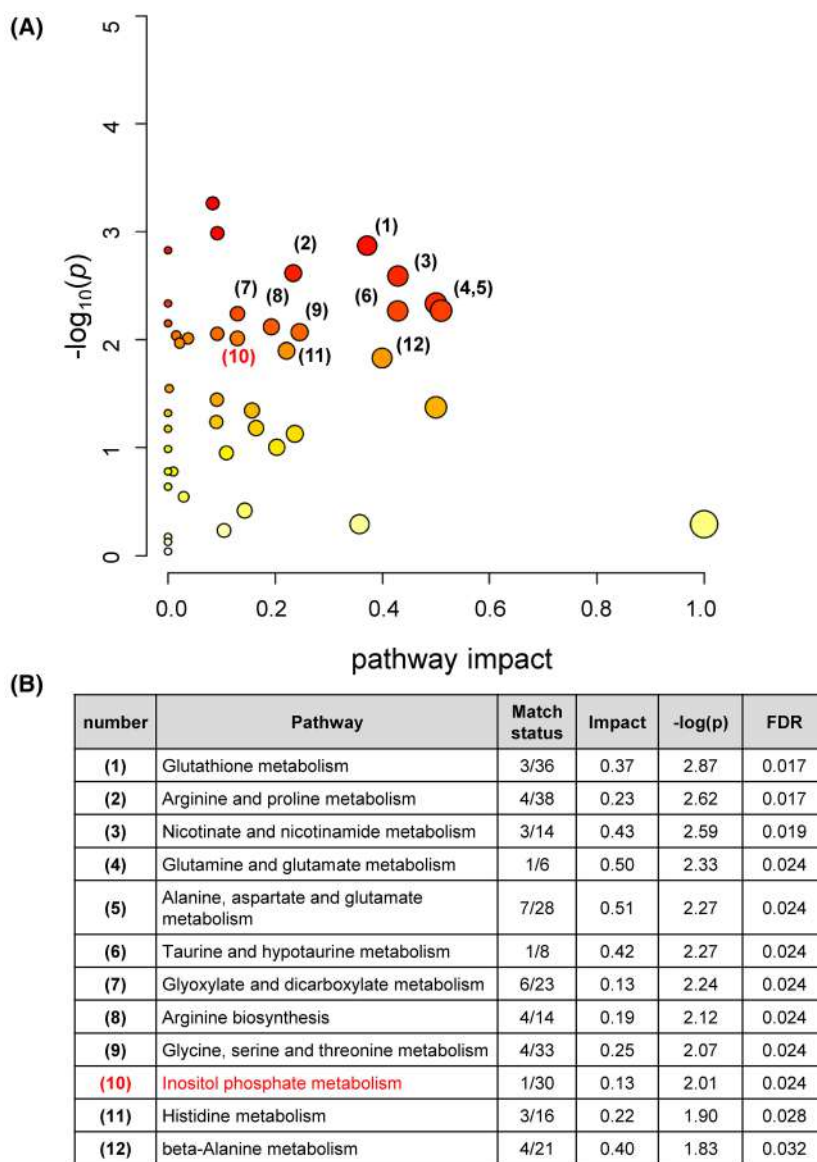 (A)
-log10(p)
5
4
3
2
1
0
(1)
(2)
(3)
(4,5)
(6)
(7)
(8)
(9)
(10)
(11)
(12)
0.0 0.2 0.4 0.6 0.8 1.0
pathway impact
(B)
number Pathway Match status Impact -log(p) FDR
(1) Glutathione metabolism 3/36 0.37 2.87 0.017
(2) Arginine and proline metabolism 4/38 0.23 2.62 0.017
(3) Nicotinate and nicotinamide metabolism 3/14 0.43 2.59 0.019
(4) Glutamine and glutamate metabolism 1/6 0.50 2.33 0.024
(5) Alanine, aspartate and glutamate metabolism 7/28 0.51 2.27 0.024
(6) Taurine and hypotaurine metabolism 1/8 0.42 2.27 0.024
(7) Glyoxylate and dicarboxylate metabolism 6/23 0.13 2.24 0.024
(8) Arginine biosynthesis 4/14 0.19 2.12 0.024
(9) Glycine, serine and threonine metabolism 4/33 0.25 2.07 0.024
(10) Inositol phosphate metabolism 1/30 0.13 2.01 0.024
(11) Histidine metabolism 3/16 0.22 1.90 0.028
(12) beta-Alanine metabolism 4/21 0.40 1.83 0.032